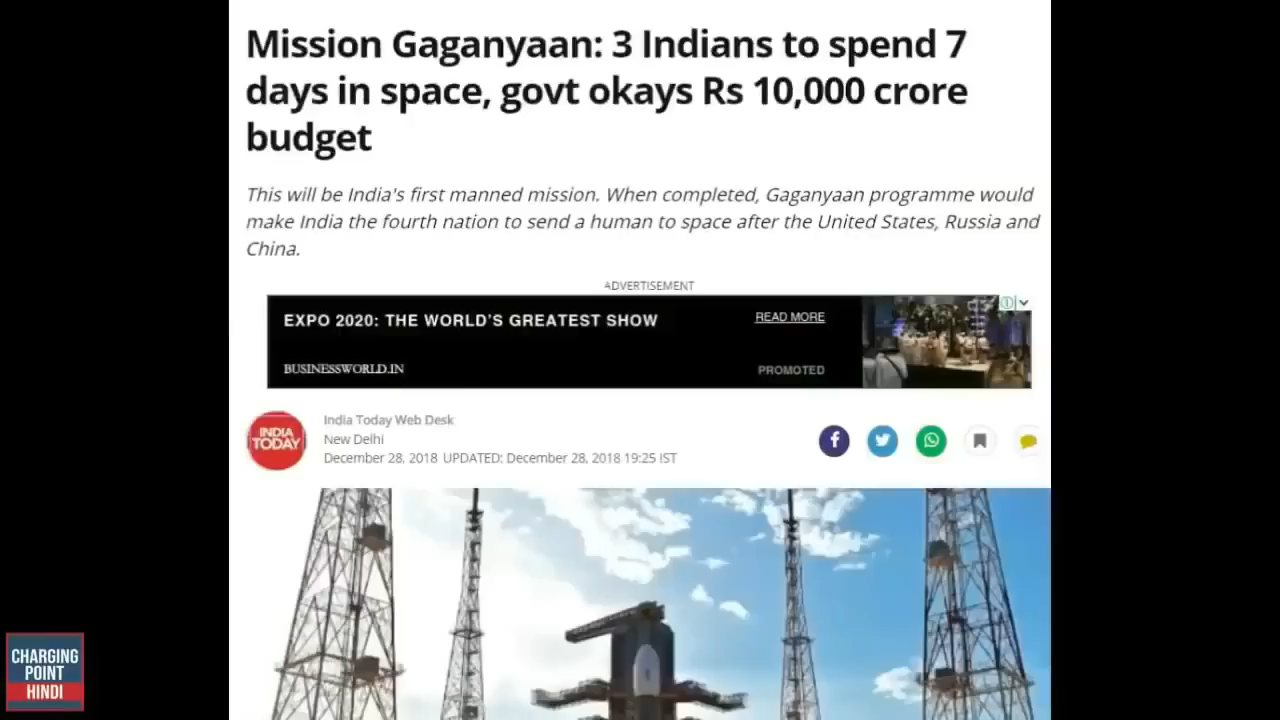 Mission Gaganyaan: 3 Indians to spend 7
days in space, govt okays Rs 10,000 crore
budget
This will be India's first manned mission. When completed, Gaganyaan programme would
make India the fourth nation to send a human to space after the United States, Russia and
China.
ADVERTISEMENT
EXPO 2020: THE WORLD'S GREATEST SHOW
READ MORE
BUSINESSWORLD.IN
PROMOTED
INDIA
TODAY
India Today Web Desk
New Delhi
December 28, 2018 UPDATED: December 28, 2018 19:25 IST
CHARGING
POINT
HINDI